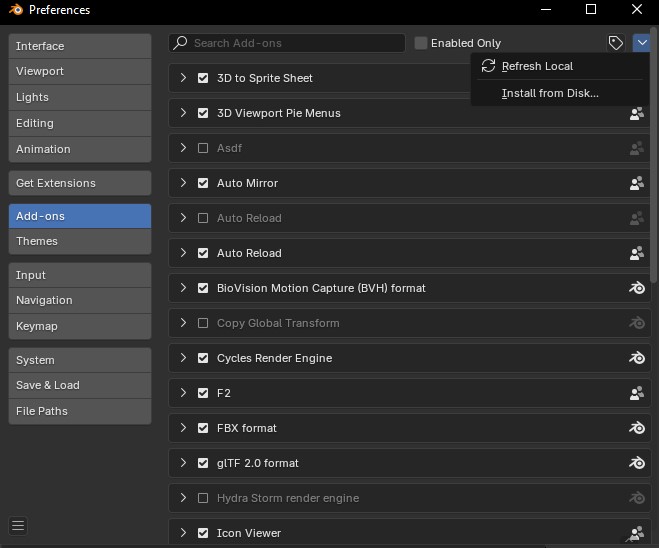 Preferences
Interface
Viewport
Lights
Editing
Animation
Get Extensions
Add-ons
Themes
Input
Navigation
Keymap
System
Save & Load
File Paths
Search Add-ons
Enabled Only
Refresh Local
Install from Disk...
3D to Sprite Sheet
3D Viewport Pie Menus
Asdf
Auto Mirror
Auto Reload
Auto Reload
BioVision Motion Capture (BVH) format
Copy Global Transform
Cycles Render Engine
F2
FBX format
glTF 2.0 format
Hydra Storm render engine
Icon Viewer